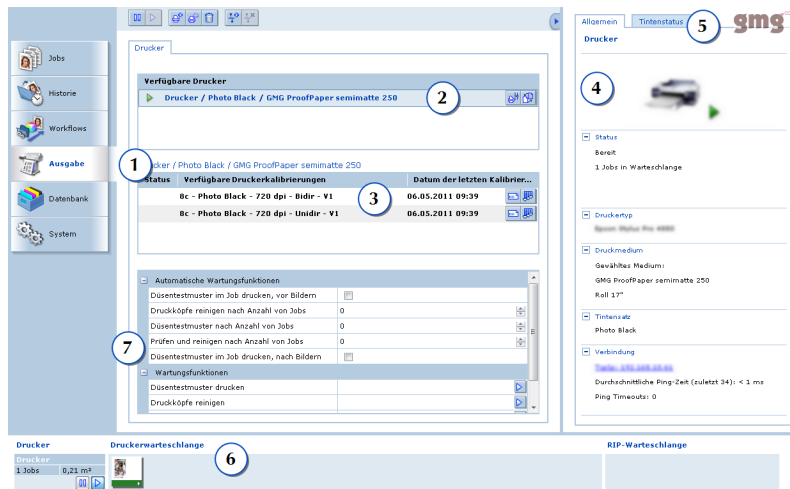 Jobs
Historie
Workflows
Ausgabe
Datenbank
System
Drucker
Verfügbare Drucker
Drucker / Photo Black / GMG ProofPaper semimatte 250
2
1
/ Photo Black / GMG ProofPaper semimatte 250
Status Verfügbare Druckerkalibrierungen Datum der letzten Kalibrier...
3
8c - Photo Black - 720 dpi - Bidir - V1 06.05.2011 09:39
8c - Photo Black - 720 dpi - Unidir - V1 06.05.2011 09:39
Automatische Wartungsfunktionen
Düsentestmuster im Job drucken, vor Bildern
Druckköpfe reinigen nach Anzahl von Jobs 0
Düsentestmuster nach Anzahl von Jobs 0
7
Prüfen und reinigen nach Anzahl von Jobs 0
Düsentestmuster im Job drucken, nach Bildern
Wartungsfunktionen
Düsentestmuster drucken
Druckköpfe reinigen
Allgemein Tintenstatus
5
gmg
Drucker
4
Status
Bereit
1 Jobs in Warteschlange
Druckertyp
Druckmedium
Gewähltes Medium:
GMG ProofPaper semimatte 250
Roll 17"
Tintensatz
Photo Black
Verbindung
Durchschnittliche Ping-Zeit (zuletzt 34): < 1 ms
Ping Timeouts: 0
Drucker
Druckerwarteschlange
6
RIP-Warteschlange
Drucker
1 Jobs 0,21 m²